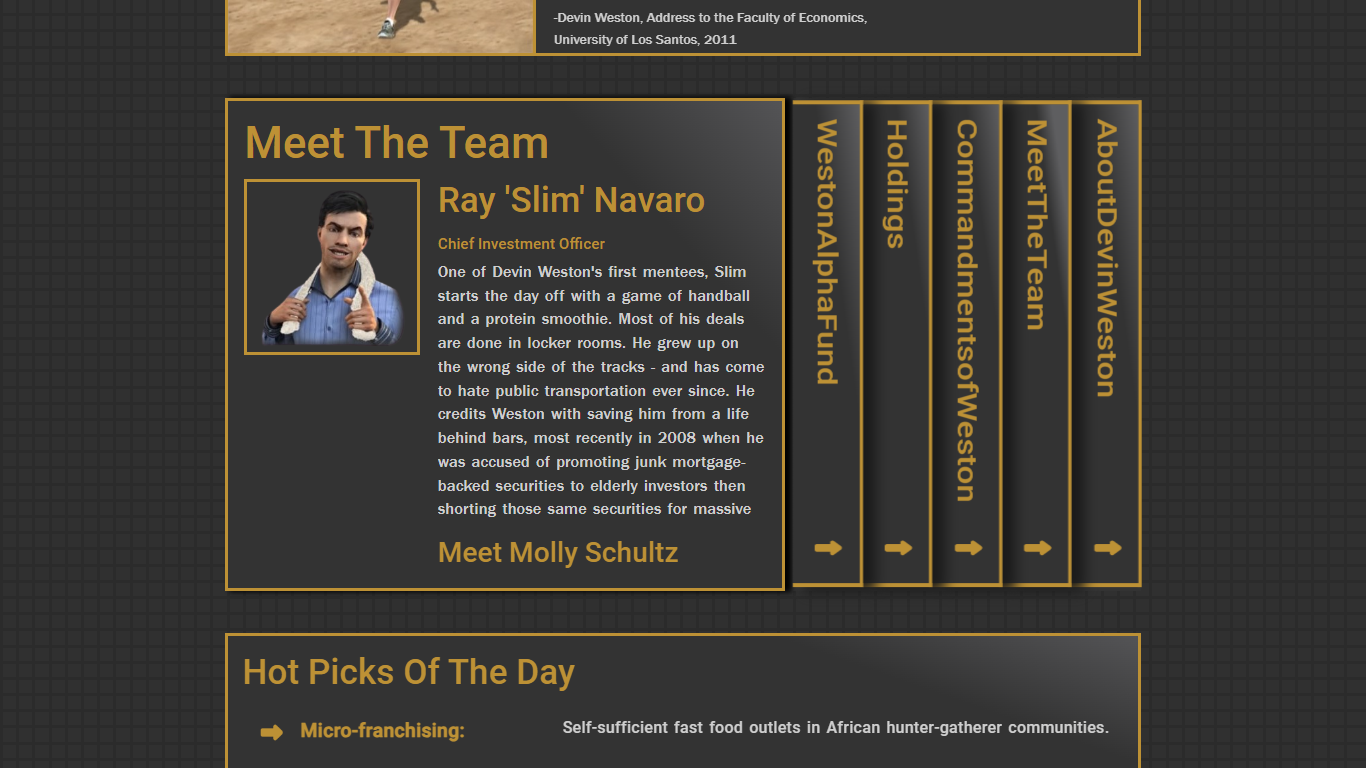 -Devin Weston, Address to the Faculty of Economics,
University of Los Santos, 2011
Meet The Team
Ray 'Slim' Navaro
Chief Investment Officer
One of Devin Weston's first mentees, Slim
starts the day off with a game of handball
and a protein smoothie. Most of his deals
are done in locker rooms. He grew up on
the wrong side of the tracks - and has come
to hate public transportation ever since. He
credits Weston with saving him from a life
behind bars, most recently in 2008 when he
was accused of promoting junk mortgage-
backed securities to elderly investors then
shorting those same securities for massive
Meet Molly Schultz
WestonAlphaFund
Holdings
CommandmentsofWeston
MeetTheTeam
AboutDevinWeston
Hot Picks Of The Day
Micro-franchising:
Self-sufficient fast food outlets in African hunter-gatherer communities.